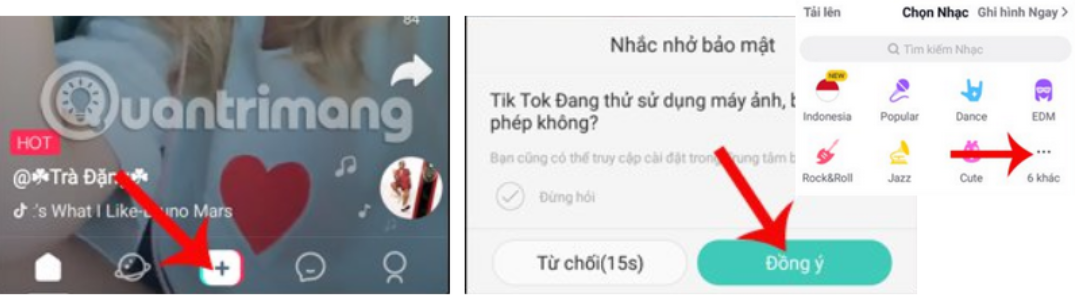 84
Quantrimang
HOT
@☘Trà Đặng☘
:'s What I Like-Bruno Mars
Nhắc nhở bảo mật
Tik Tok Đang thử sử dụng máy ảnh, b
phép không?
Bạn cũng có thể truy cập cài đặt trong Trung tâm b
Đừng hỏi
Từ chối(15s)
Đồng ý
Tải lên
Chọn Nhạc
Ghi hình Ngay >
Tìm kiếm Nhạc
NEW
Indonesia
Popular
Dance
EDM
Rock&Roll
Jazz
Cute
6 khác